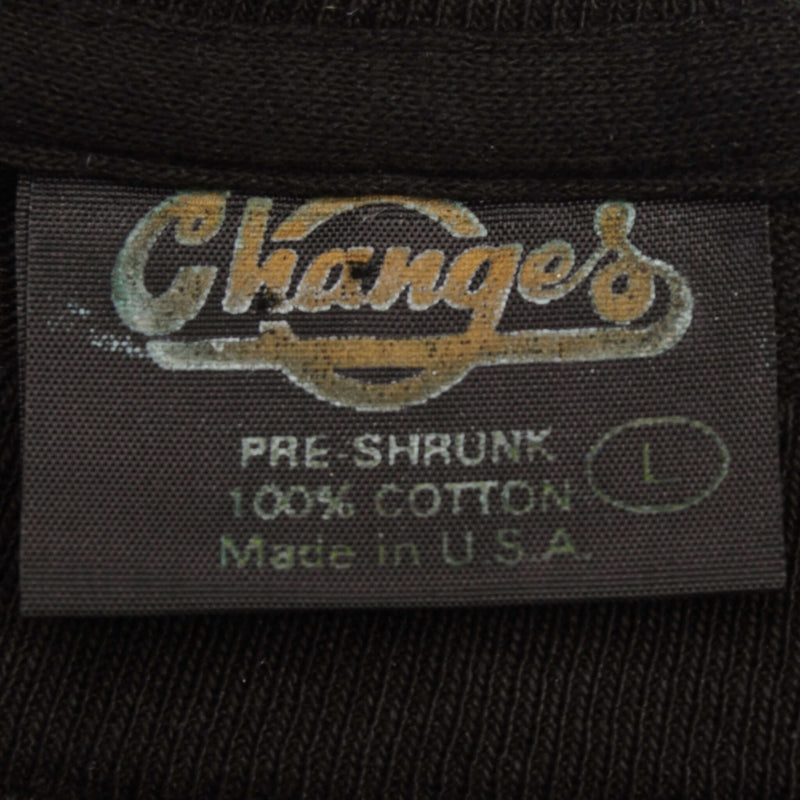 Changes
PRE-SHRUNK
100% COTTON
L
Made in U.S.A.